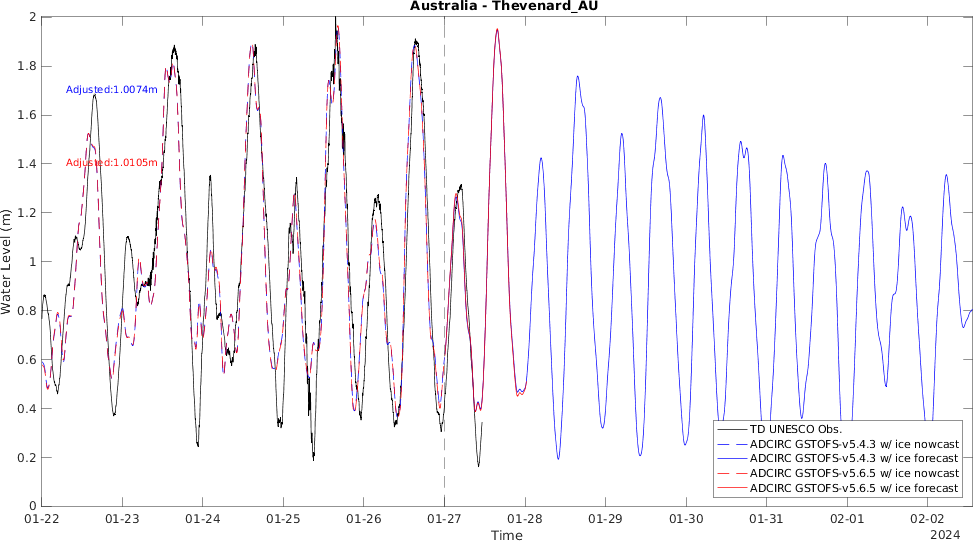 Australia - Thevenard_AU
2
1.8
1.6
1.4
1.2
1
0.8
0.6
0.4
0.2
0
Water Level (m)
Adjusted:1.0074m
Adjusted:1.0105m
TD UNESCO Obs.
ADCIRC GSTOFS-v5.4.3 w/ ice nowcast
ADCIRC GSTOFS-v5.4.3 w/ ice forecast
ADCIRC GSTOFS-v5.6.5 w/ ice nowcast
ADCIRC GSTOFS-v5.6.5 w/ ice forecast
01-22 01-23 01-24 01-25 01-26 01-27 01-28 01-29 01-30 01-31 02-01 02-02
Time
2024